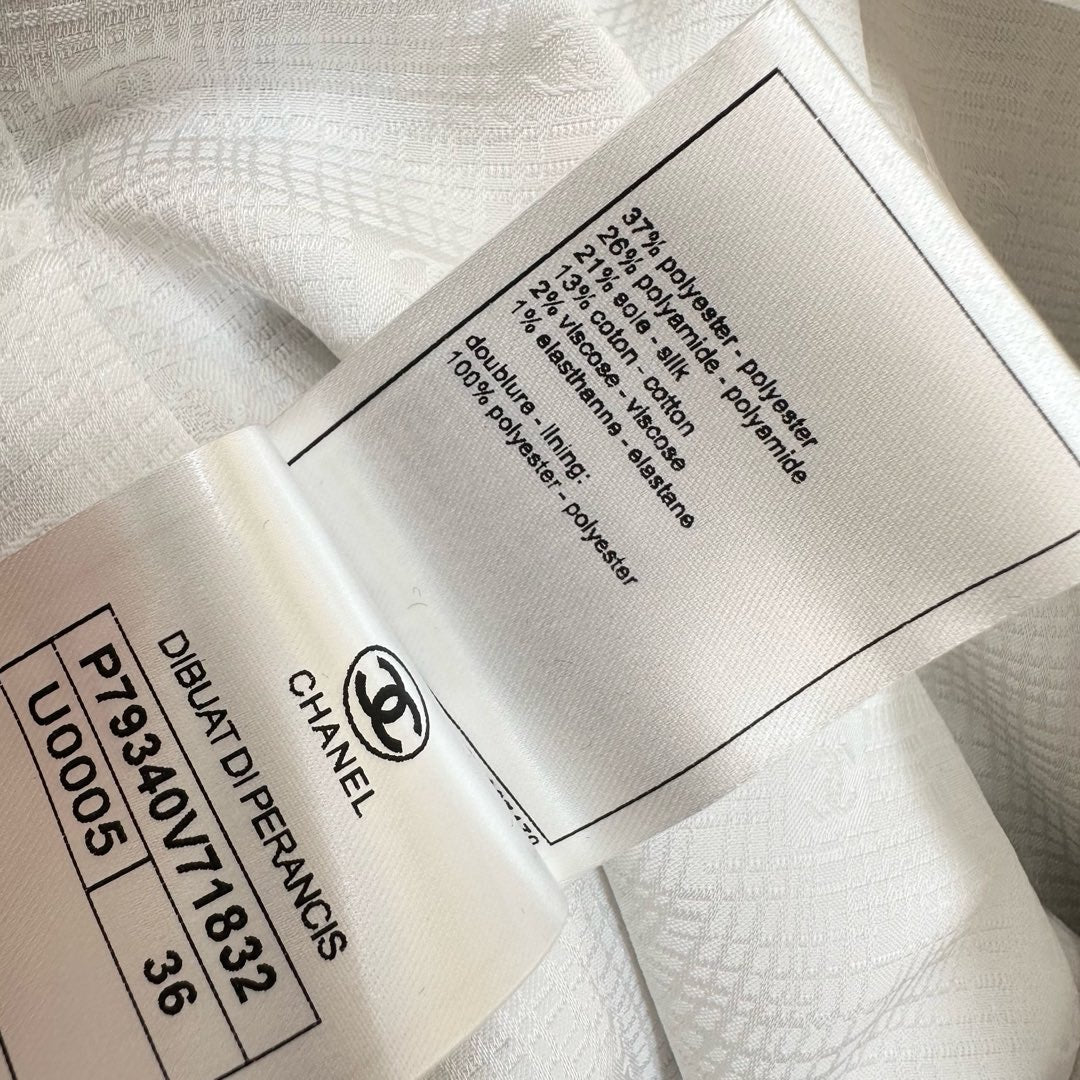 37% polyester - polyester
26% polyamide - polyamide
21% soie - silk
13% coton - cotton
2% viscose - viscose
1% elasthanne - elastane
doublure - lining:
100% polyester - polyester
CHANEL
DIBUAT DI PERANCIS
P79340V71832
U0005 36